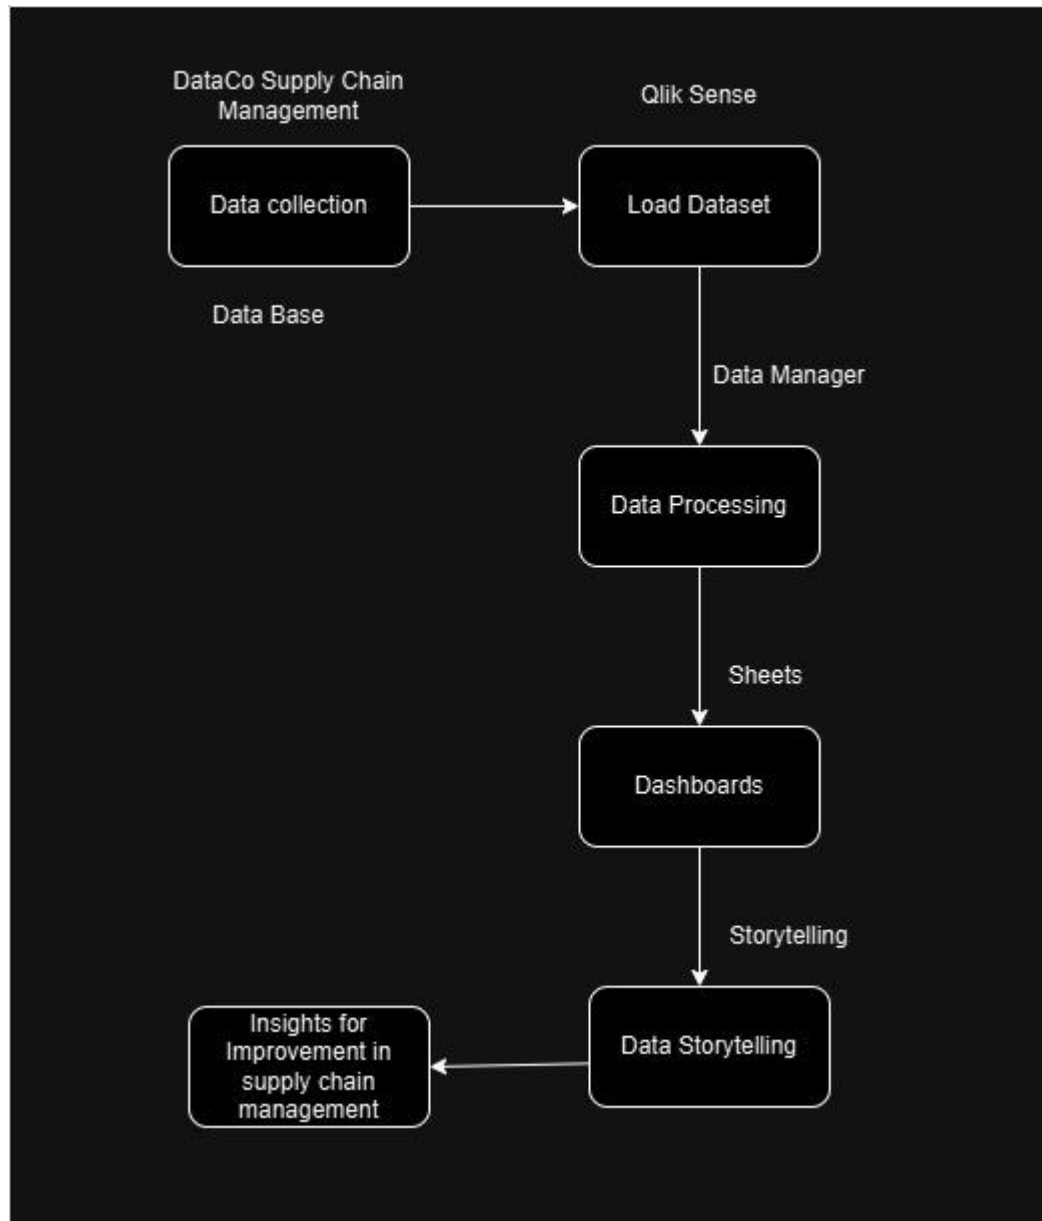 DataCo Supply Chain
Management
Qlik Sense
Data collection
Load Dataset
Data Base
Data Manager
Data Processing
Sheets
Dashboards
Storytelling
Data Storytelling
Insights for
Improvement in
supply chain
management